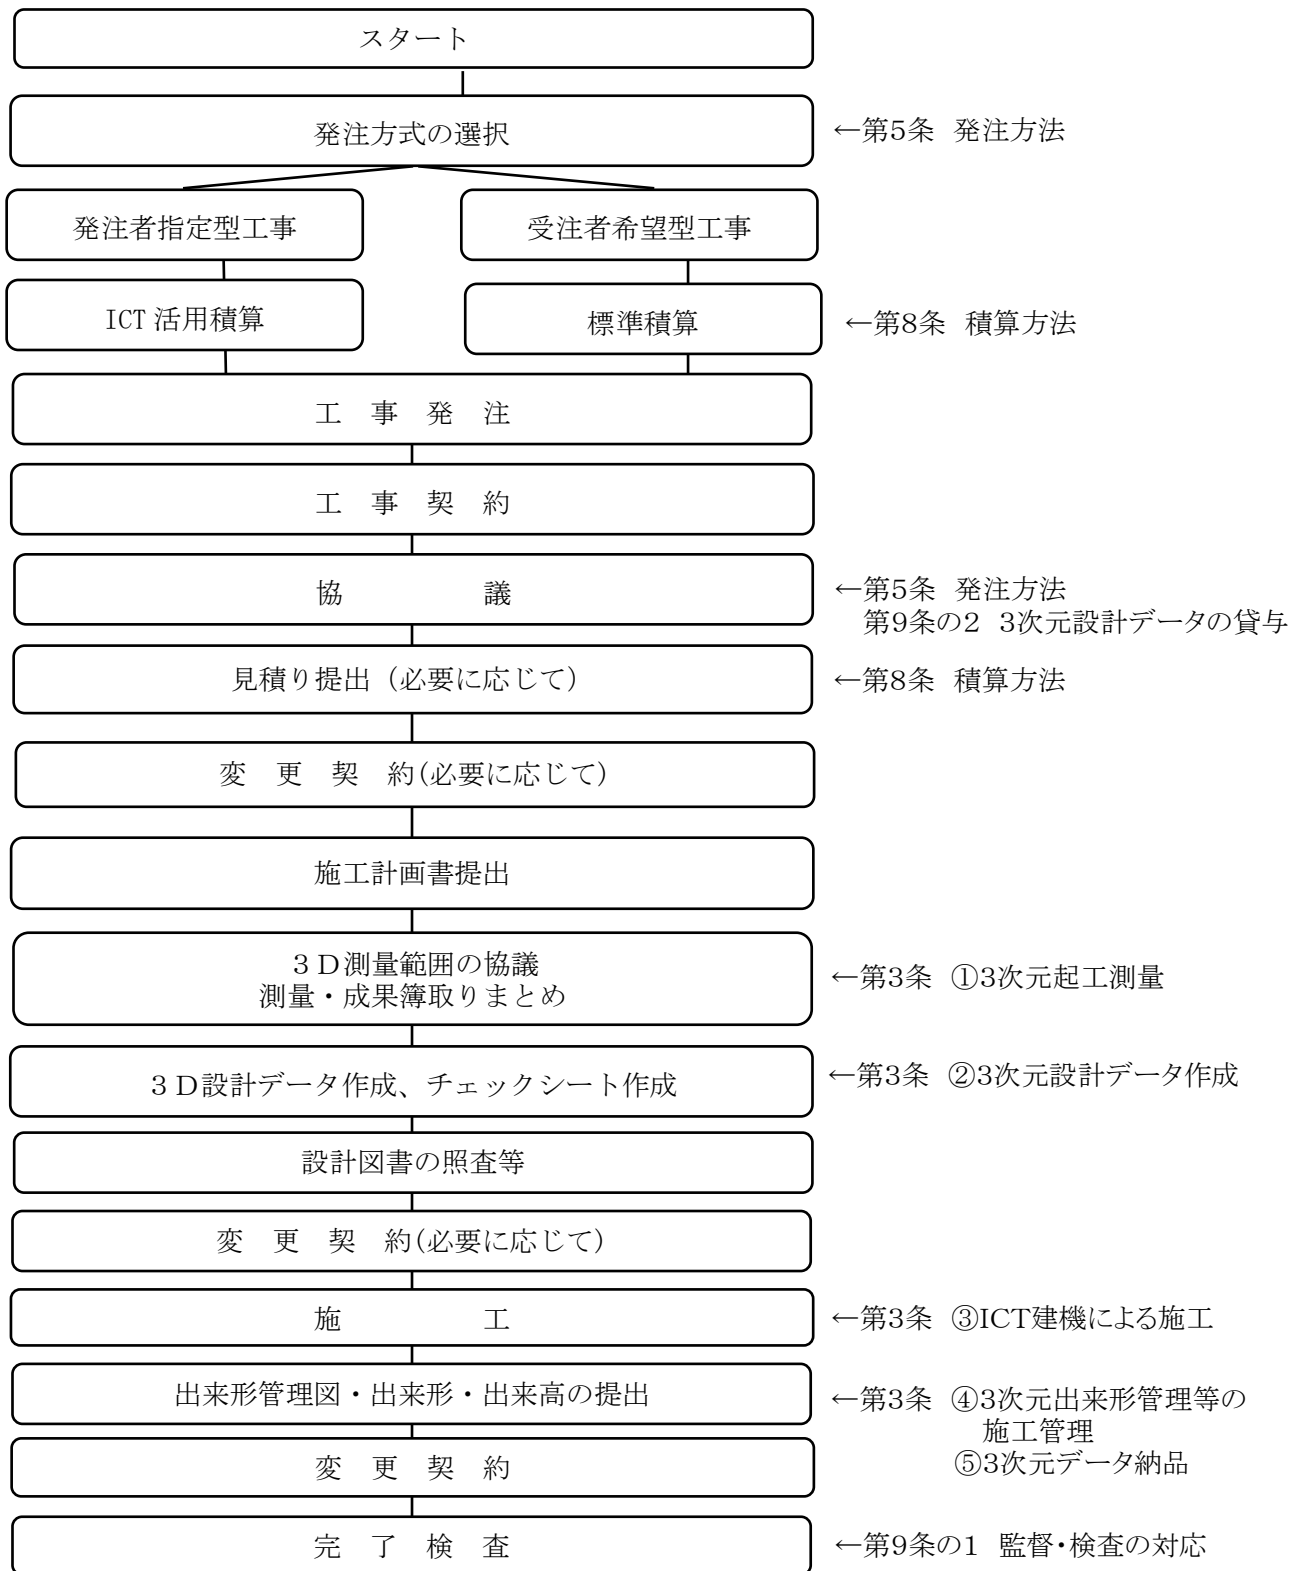 スタート
発注方式の選択
←第5条 発注方法
発注者指定型工事
受注者希望型工事
ICT 活用積算
標準積算
←第8条 積算方法
工 事 発 注
工 事 契 約
協 議
←第5条 発注方法
第9条の2 3次元設計データの貸与
見積り提出（必要に応じて）
←第8条 積算方法
変 更 契 約(必要に応じて)
施工計画書提出
３Ｄ測量範囲の協議
測量・成果簿取りまとめ
←第3条 ①3次元起工測量
３Ｄ設計データ作成、チェックシート作成
←第3条 ②3次元設計データ作成
設計図書の照査等
変 更 契 約(必要に応じて)
施 工
←第3条 ③ICT建機による施工
出来形管理図・出来形・出来高の提出
←第3条 ④3次元出来形管理等の
施工管理
⑤3次元データ納品
変 更 契 約
完 了 検 査
←第9条の1 監督・検査の対応